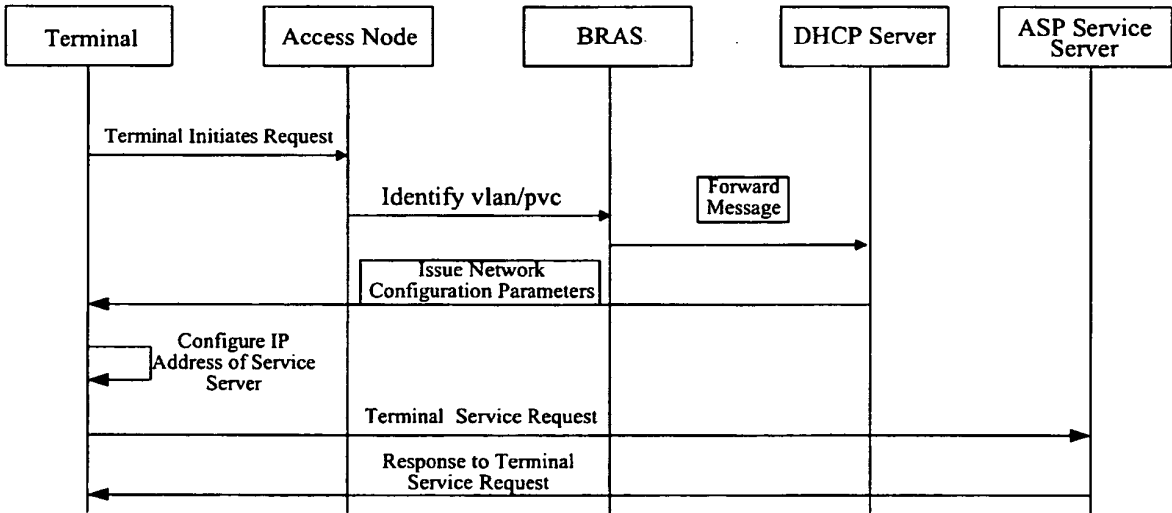 Terminal
Access Node
BRAS
DHCP Server
ASP Service
Server
Terminal Initiates Request
Identify vlan/pvc
Forward
Message
Issue Network
Configuration Parameters
Configure IP
Address of Service
Server
Terminal Service Request
Response to Terminal
Service Request